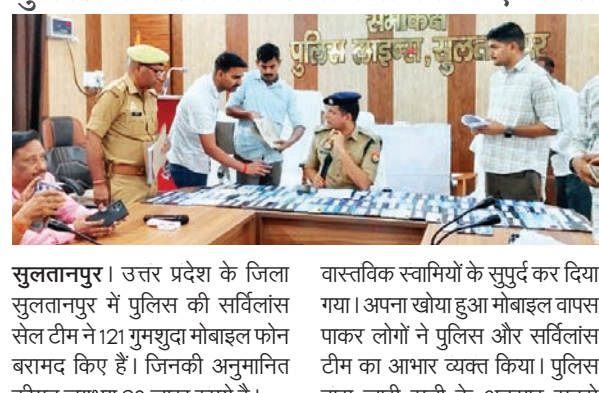 समीकक्ष
पुलिस लाइन्स, सुलतानपुर
सुलतानपुर। उत्तर प्रदेश के जिला
सुलतानपुर में पुलिस की सर्विलांस
सेल टीम ने 121 गुमशुदा मोबाइल फोन
बरामद किए हैं। जिनकी अनुमानित
वास्तविक स्वामियों के सुपुर्द कर दिया
गया। अपना खोया हुआ मोबाइल वापस
पाकर लोगों ने पुलिस और सर्विलांस
टीम का आभार व्यक्त किया। पुलिस